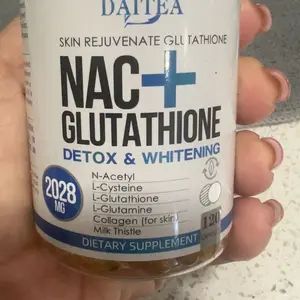 DAITEA
SKIN REJUVENATE GLUTATHIONE
NAC+
GLUTATHIONE
DETOX & WHITENING
2028
MG
N-Acetyl
L-Cysteine
L-Glutathione
L-Glutamine
Collagen (for skin)
Milk Thistle
120
DIETARY SUPPLEMENT